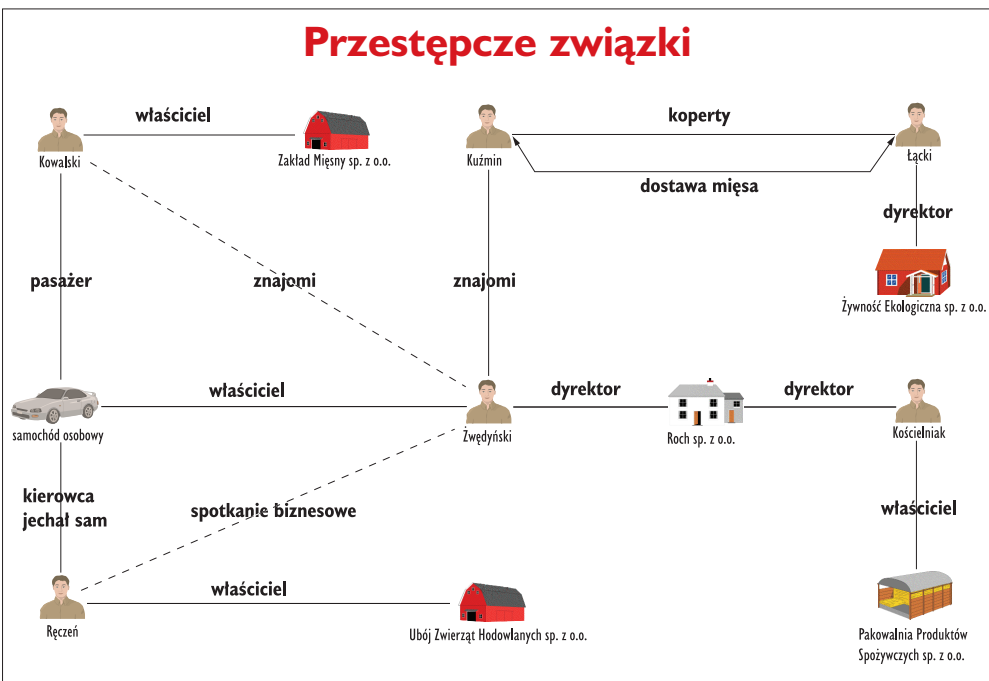 Przestępcze związki
właściciel
koperty
Kowalski
Zakład Mięsny sp. z o.o.
Kuźmin
Łącki
dostawa mięsa
dyrektor
pasażer
znajomi
znajomi
Żywność Ekologiczna sp. z o.o.
właściciel
dyrektor
dyrektor
samochód osobowy
Żwędyński
Roch sp. z o.o.
Kościelniak
kierowca
jechał sam
spotkanie biznesowe
właściciel
właściciel
Ręczeń
Ubój Zwierząt Hodowlanych sp. z o.o.
Pakowalnia Produktów
Spożywczych sp. z o.o.